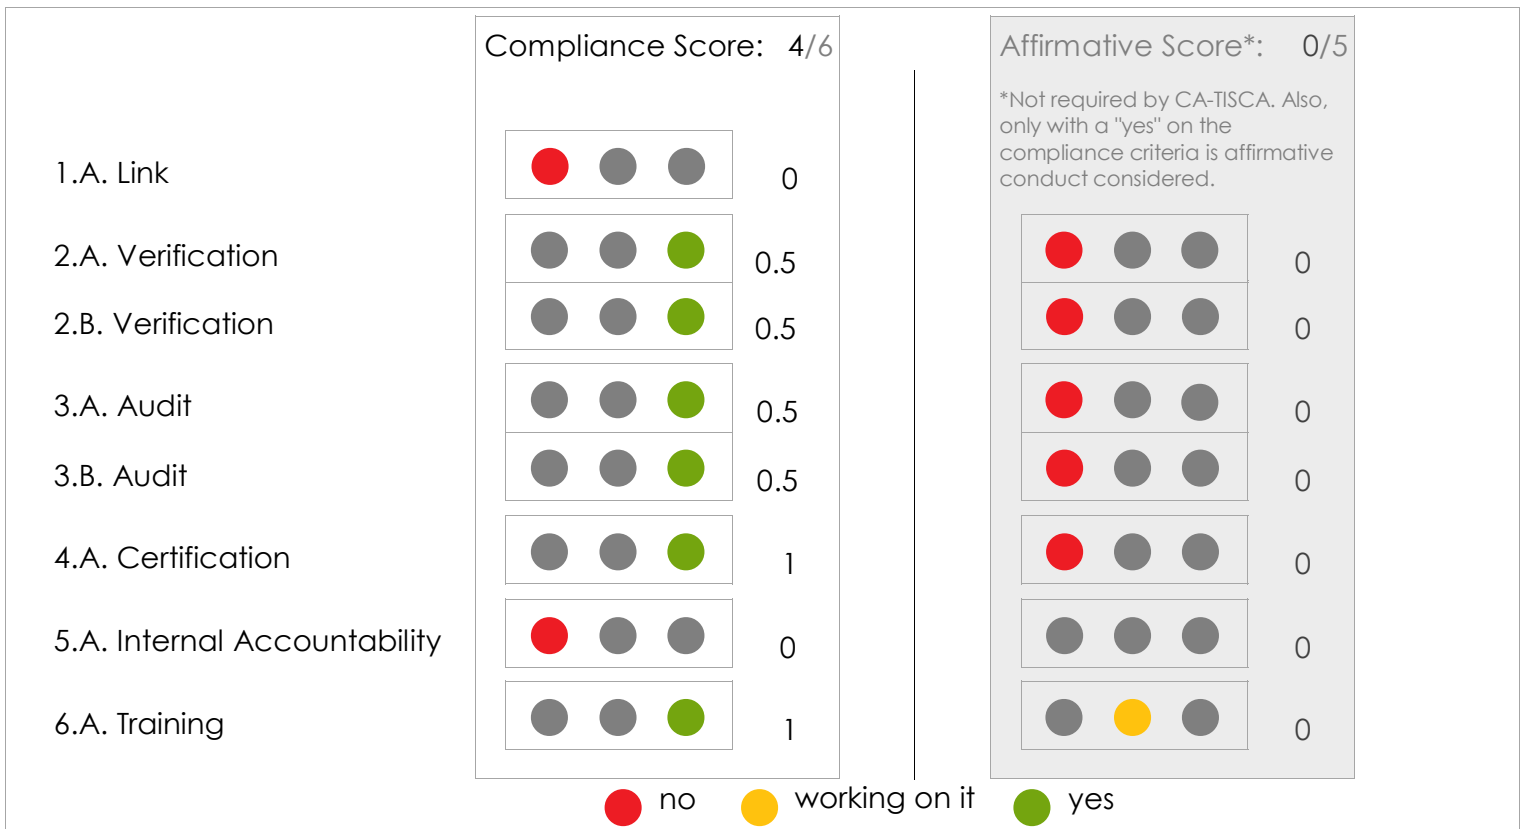 Compliance Score: 4/6
Affirmative Score*: 0/5
*Not required by CA-TISCA. Also,
only with a "yes" on the
compliance criteria is affirmative
conduct considered.
1.A. Link 0
2.A. Verification 0.5 0
2.B. Verification 0.5 0
3.A. Audit 0.5 0
3.B. Audit 0.5 0
4.A. Certification 1 0
5.A. Internal Accountability 0 0
6.A. Training 1 0
no working on it yes